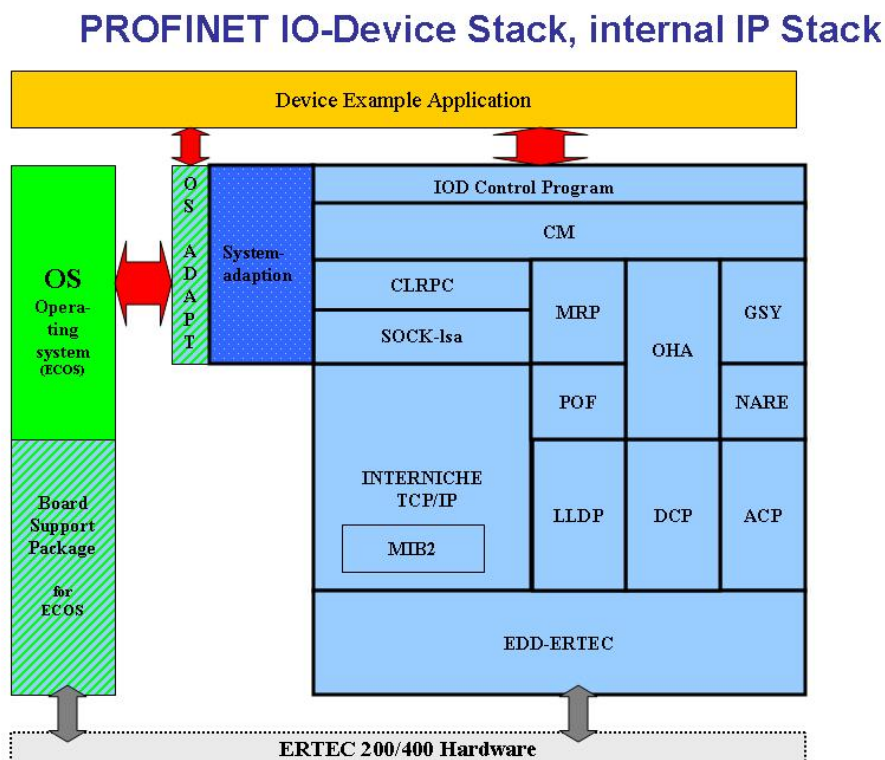 PROFINET IO-Device Stack, internal IP Stack
Device Example Application
OS
Opera-
ting
system
(ECOS)
Board
Support
Package
for
ECOS
O
S
A
D
A
P
T
System-
adaption
IOD Control Program
CM
CLRPC
SOCK-lsa
MRP
OHA
GSY
POF
NARE
INTERNICHE
TCP/IP
MIB2
LLDP
DCP
ACP
EDD-ERTEC
ERTEC 200/400 Hardware